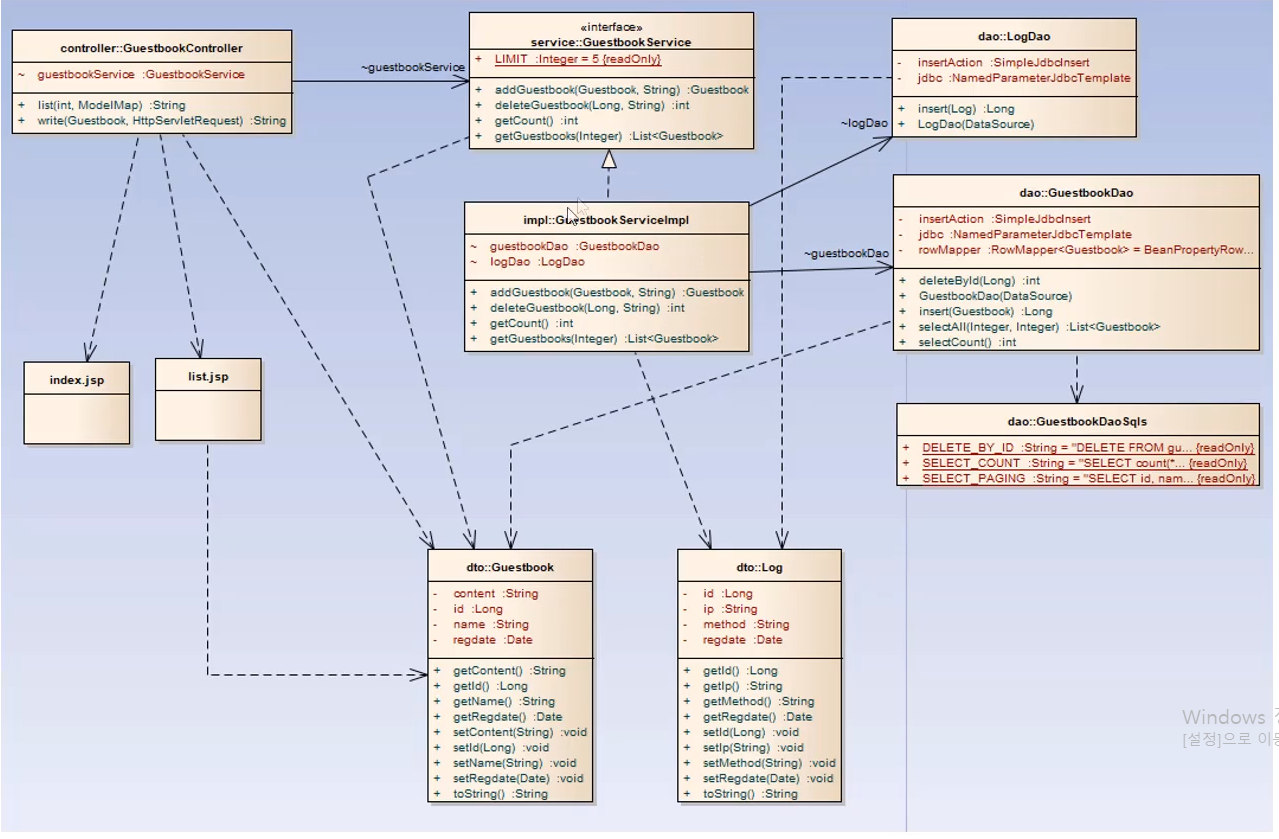 controller::GuestbookController
~ guestbookService :GuestbookService
+ list(int, ModelMap) :String
+ write(Guestbook, HttpServletRequest) :String
~guestbookService
«interface»
service::GuestbookService
+ LIMIT :Integer = 5 {readOnly}
+ addGuestbook(Guestbook, String) :Guestbook
+ deleteGuestbook(Long, String) :int
+ getCount() :int
+ getGuestbooks(Integer) :List<Guestbook>
dao::LogDao
- insertAction :SimpleJdbcInsert
- jdbc :NamedParameterJdbcTemplate
+ insert(Log) :Long
+ LogDao(DataSource)
~logDao
impl::GuestbookServiceImpl
~ guestbookDao :GuestbookDao
~ logDao :LogDao
+ addGuestbook(Guestbook, String) :Guestbook
+ deleteGuestbook(Long, String) :int
+ getCount() :int
+ getGuestbooks(Integer) :List<Guestbook>
~guestbookDao
dao::GuestbookDao
- insertAction :SimpleJdbcInsert
- jdbc :NamedParameterJdbcTemplate
- rowMapper :RowMapper<Guestbook> = BeanPropertyRow...
+ deleteById(Long) :int
+ GuestbookDao(DataSource)
+ insert(Guestbook) :Long
+ selectAll(Integer, Integer) :List<Guestbook>
+ selectCount() :int
index.jsp
list.jsp
dao::GuestbookDaoSqls
+ DELETE_BY_ID :String = "DELETE FROM gu... {readOnly}
+ SELECT_COUNT :String = "SELECT count(*... {readOnly}
+ SELECT_PAGING :String = "SELECT id, nam... {readOnly}
dto::Guestbook
- content :String
- id :Long
- name :String
- regdate :Date
+ getContent() :String
+ getId() :Long
+ getName() :String
+ getRegdate() :Date
+ setContent(String) :void
+ setId(Long) :void
+ setName(String) :void
+ setRegdate(Date) :void
+ toString() :String
dto::Log
- id :Long
- ip :String
- method :String
- regdate :Date
+ getId() :Long
+ getIp() :String
+ getMethod() :String
+ getRegdate() :Date
+ setId(Long) :void
+ setIp(String) :void
+ setMethod(String) :void
+ setRegdate(Date) :void
+ toString() :String
Windows
[설정]으로